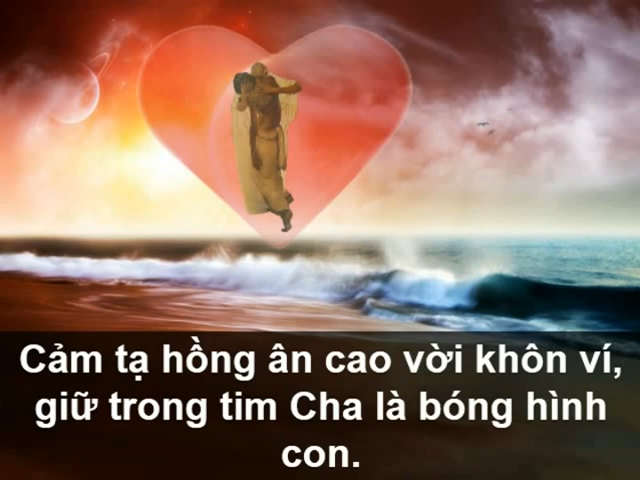 Cảm tạ hồng ân cao vời khôn ví,
giữ trong tim Cha là bóng hình
con.